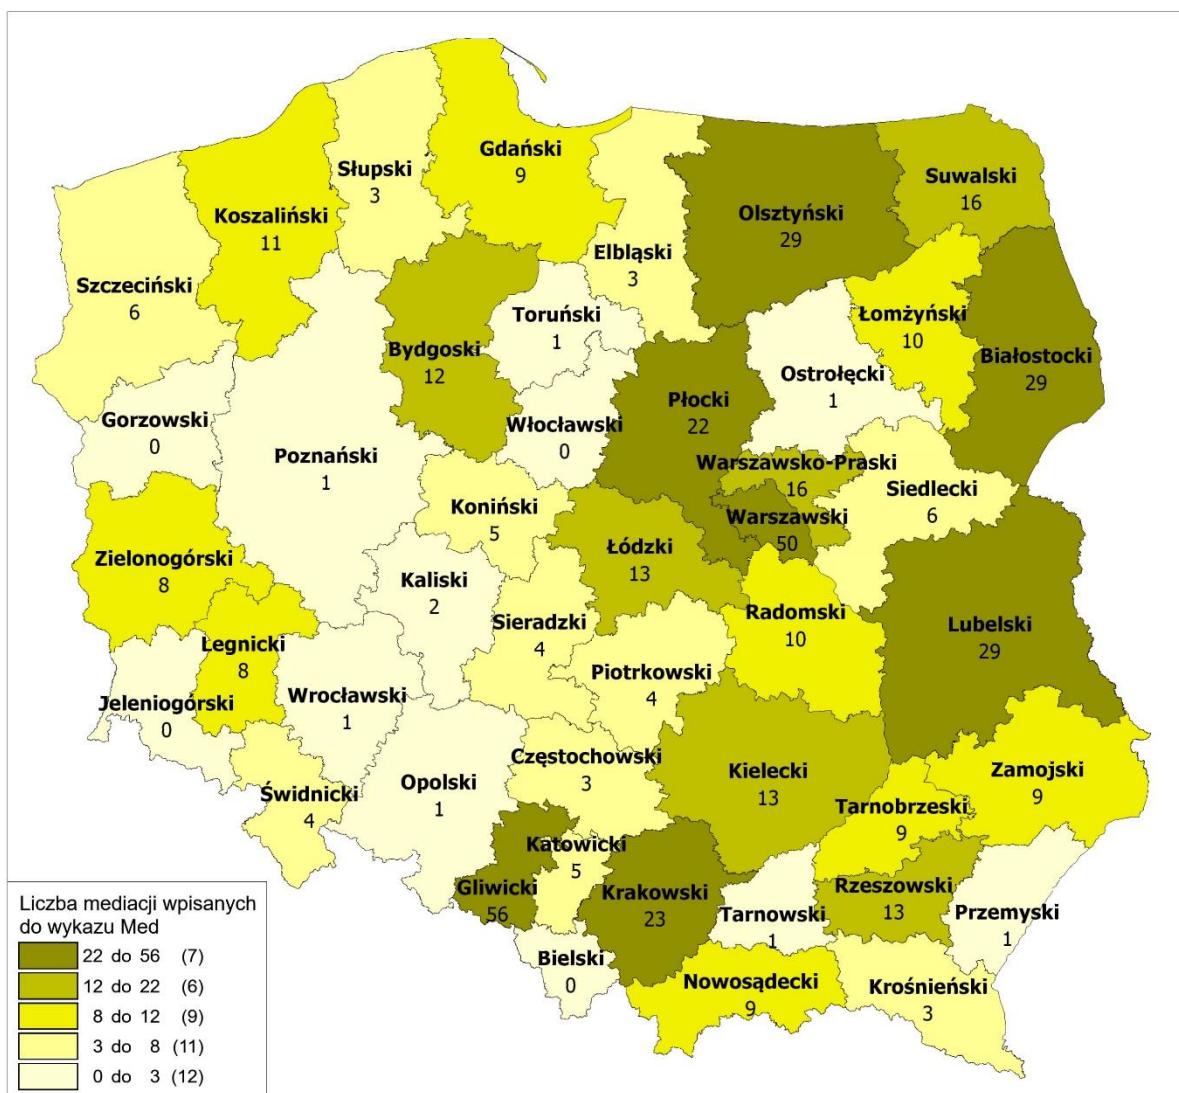 Gdański
9
Słupski
3
Suwalski
16
Koszaliński
11
Olsztyński
29
Elbląski
3
Szczeciński
6
Toruński
1
Łomżyński
10
Bydgoski
12
Białostocki
29
Ostrołęcki
1
Płocki
22
Gorzowski
0
Włocławski
0
Poznański
1
Warszawsko-Praski
16
Siedlecki
6
Koniński
5
Warszawski
50
Łódzki
13
Zielonogórski
8
Kaliski
2
Radomski
10
Sieradzki
4
Lubelski
29
Legnicki
8
Piotrkowski
4
Wrocławski
1
Jeleniogórski
0
Częstochowski
3
Kielecki
13
Zamojski
9
Opolski
1
Świdnicki
4
Tarnobrzeski
9
Katowicki
5
Gliwicki
56
Krakowski
23
Rzeszowski
13
Tarnowski
1
Przemyski
1
Bielski
0
Nowosądecki
9
Krośnieński
3
Liczba mediacji wpisanych
do wykazu Med
22 do 56 (7)
12 do 22 (6)
8 do 12 (9)
3 do 8 (11)
0 do 3 (12)